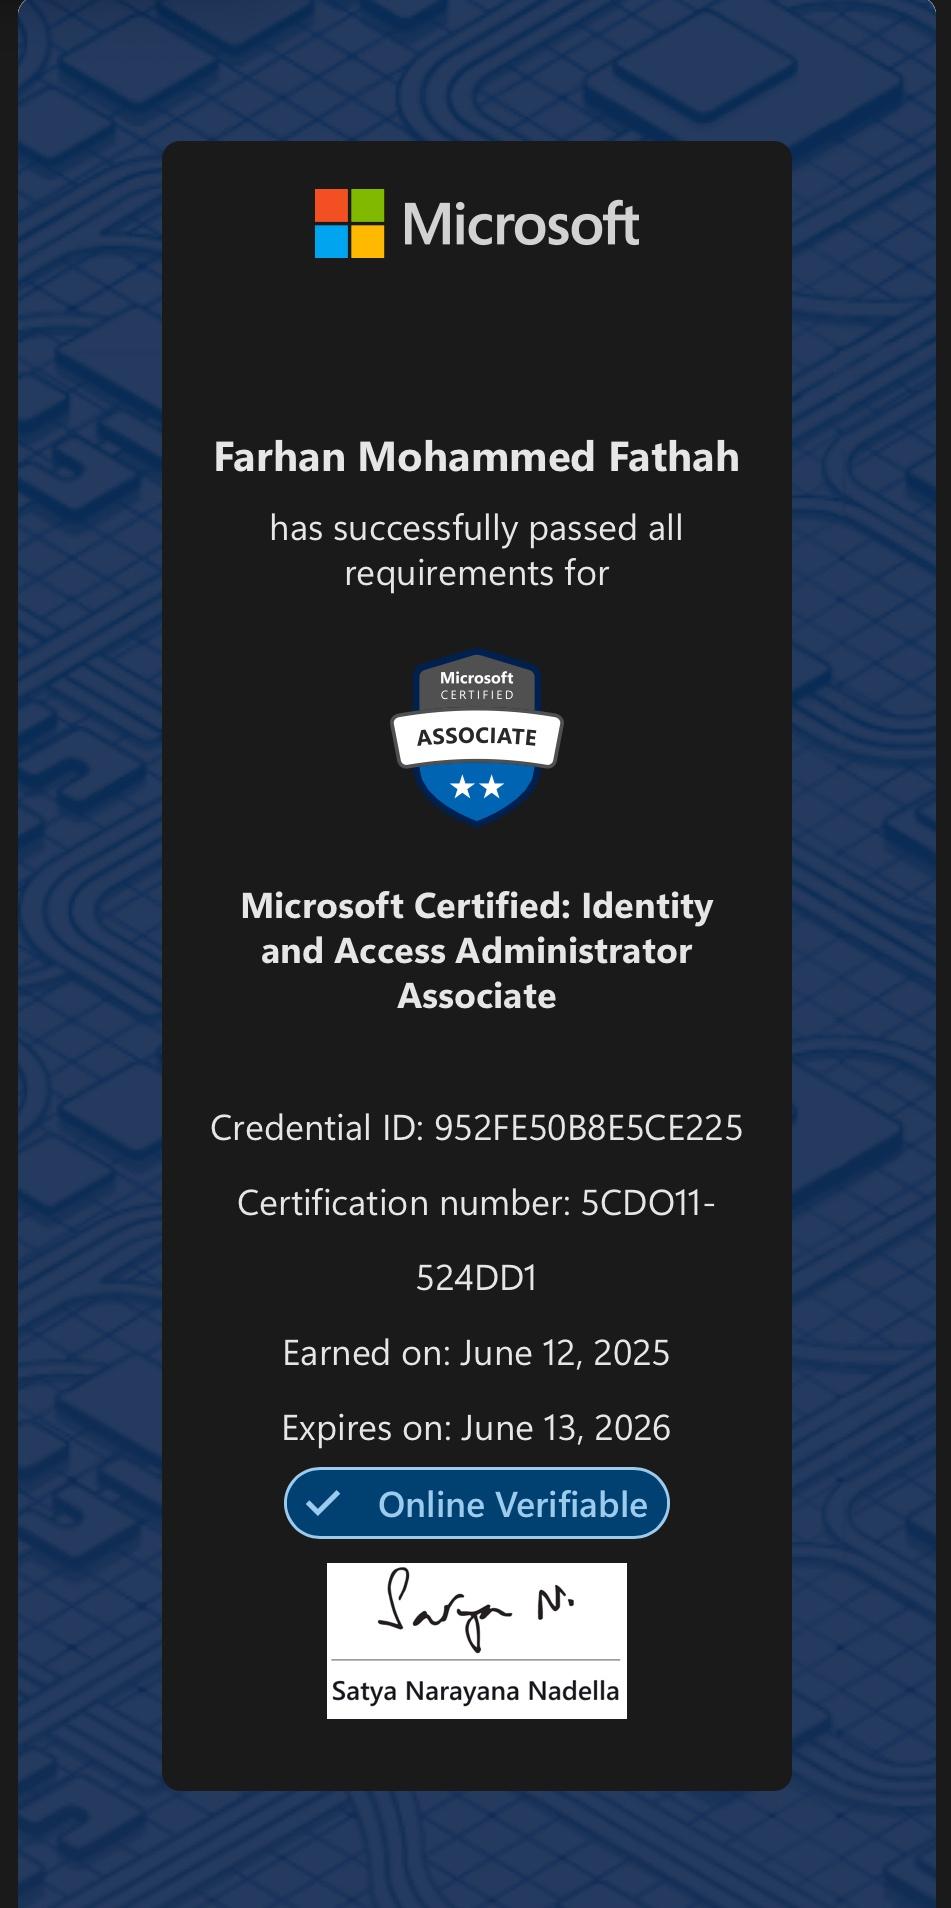 Microsoft
Farhan Mohammed Fathah
has successfully passed all
requirements for
Microsoft
CERTIFIED
ASSOCIATE
Microsoft Certified: Identity
and Access Administrator
Associate
Credential ID: 952FE50B8E5CE225
Certification number: 5CDO11-
524DD1
Earned on: June 12, 2025
Expires on: June 13, 2026
Online Verifiable
Satya N.
Satya Narayana Nadella